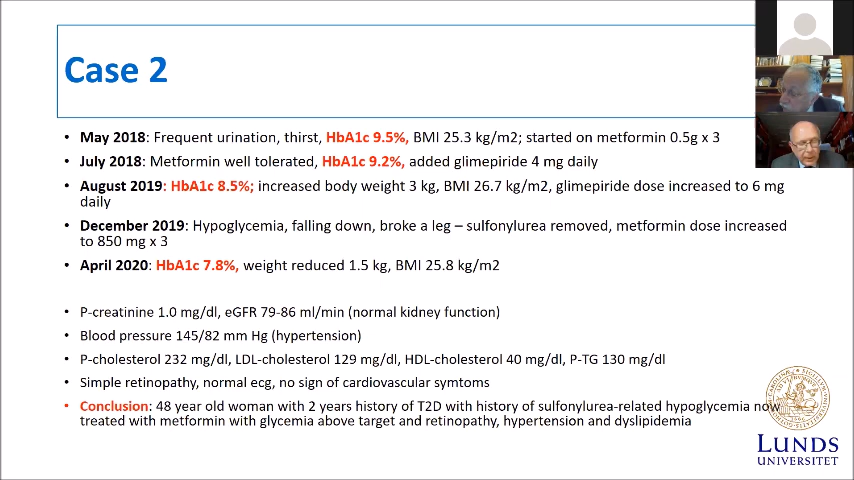 Case 2
• May 2018: Frequent urination, thirst, HbA1c 9.5%, BMI 25.3 kg/m2; started on metformin 0.5g x 3
• July 2018: Metformin well tolerated, HbA1c 9.2%, added glimepiride 4 mg daily
• August 2019: HbA1c 8.5%; increased body weight 3 kg, BMI 26.7 kg/m2, glimepiride dose increased to 6 mg
daily
• December 2019: Hypoglycemia, falling down, broke a leg – sulfonylurea removed, metformin dose increased
to 850 mg x 3
• April 2020: HbA1c 7.8%, weight reduced 1.5 kg, BMI 25.8 kg/m2
• P-creatinine 1.0 mg/dl, eGFR 79-86 ml/min (normal kidney function)
• Blood pressure 145/82 mm Hg (hypertension)
• P-cholesterol 232 mg/dl, LDL-cholesterol 129 mg/dl, HDL-cholesterol 40 mg/dl, P-TG 130 mg/dl
• Simple retinopathy, normal ecg, no sign of cardiovascular symtoms
• Conclusion: 48 year old woman with 2 years history of T2D with history of sulfonylurea-related hypoglycemia now
treated with metformin with glycemia above target and retinopathy, hypertension and dyslipidemia
LUNDS
UNIVERSITET